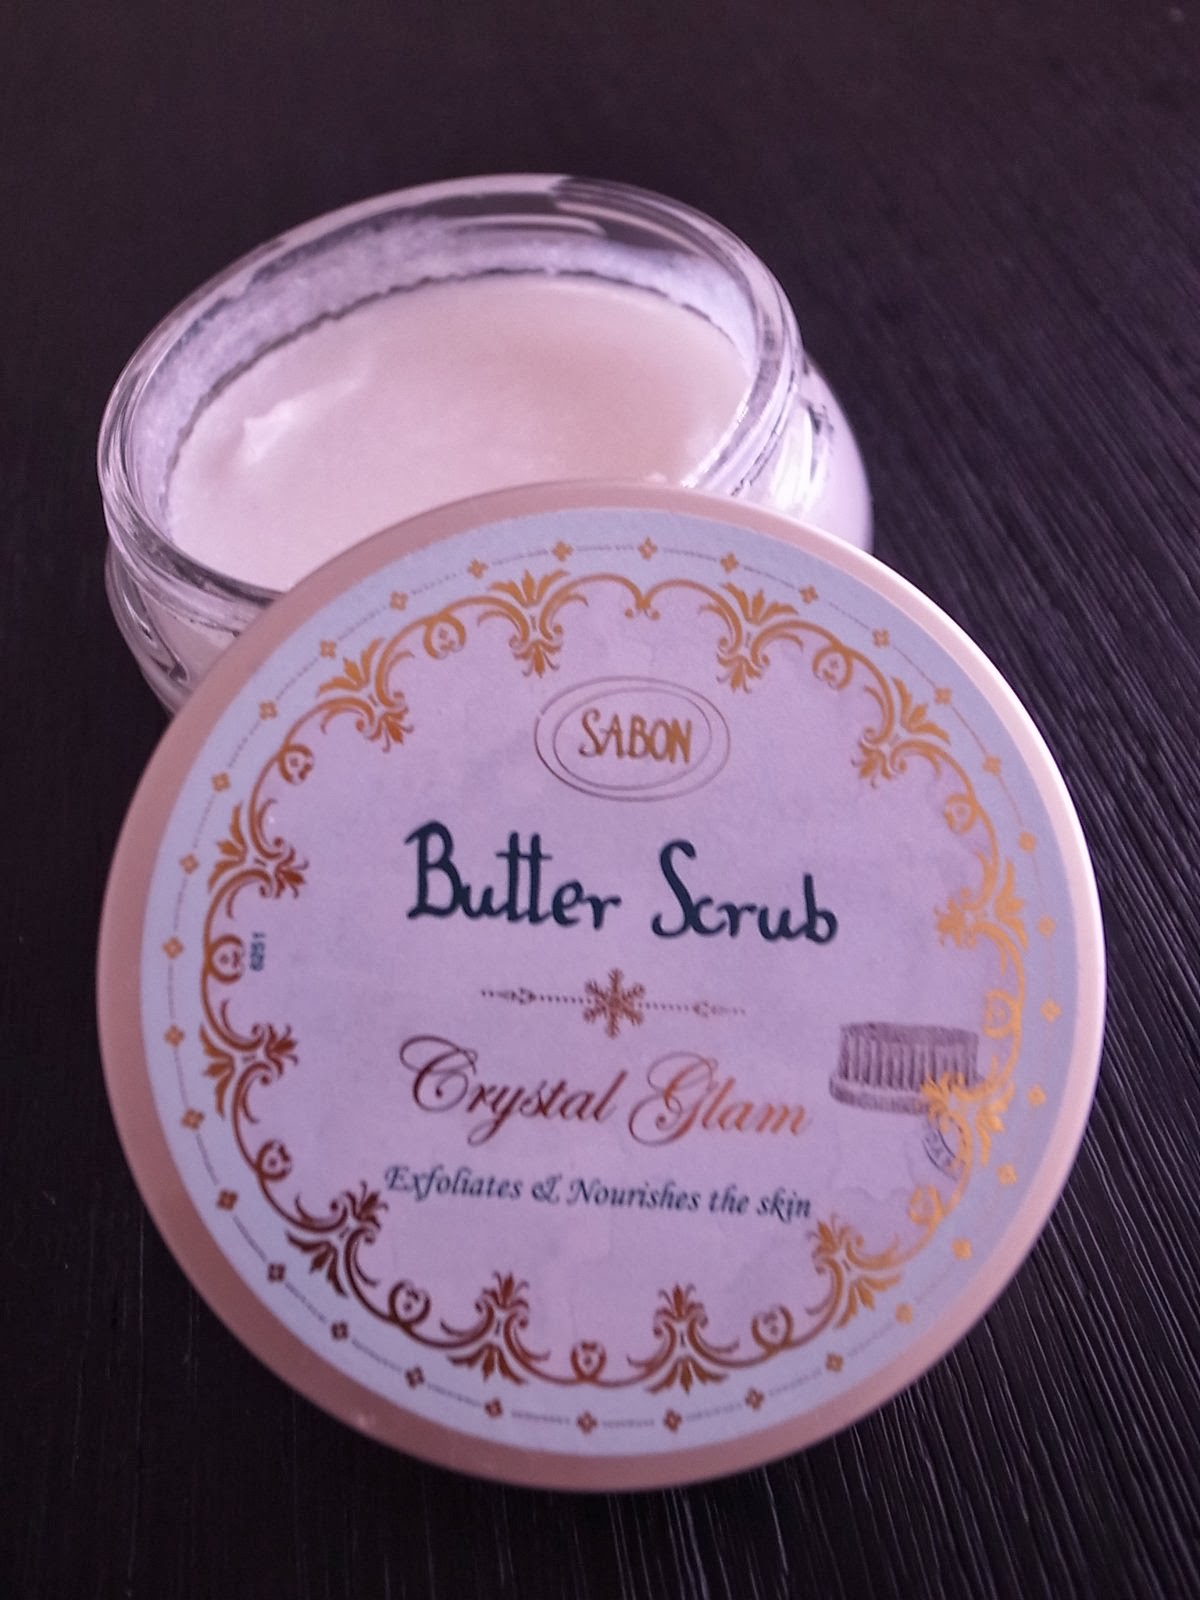 SABON
Butter Scrub
Crystal Glam
Exfoliates & Nourishes the skin